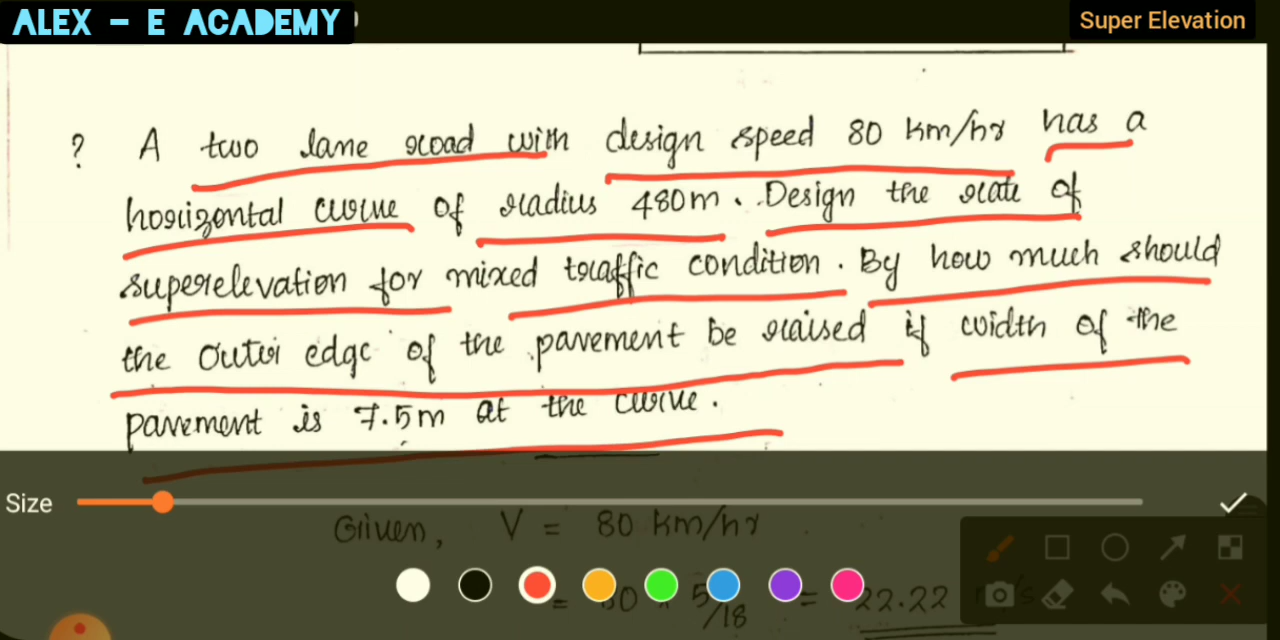 ALEX - E ACADEMY
Super Elevation
? A two lane road with design speed 80 km/hr has a
horizontal curve of radius 480m. Design the rate of
superelevation for mixed traffic condition. By how much should
the outer edge of the pavement be raised if width of the
pavement is 7.5m at the curve.
Size
Given, V = 80 km/hr
= 80 × 5/18 = 22.22 m/s